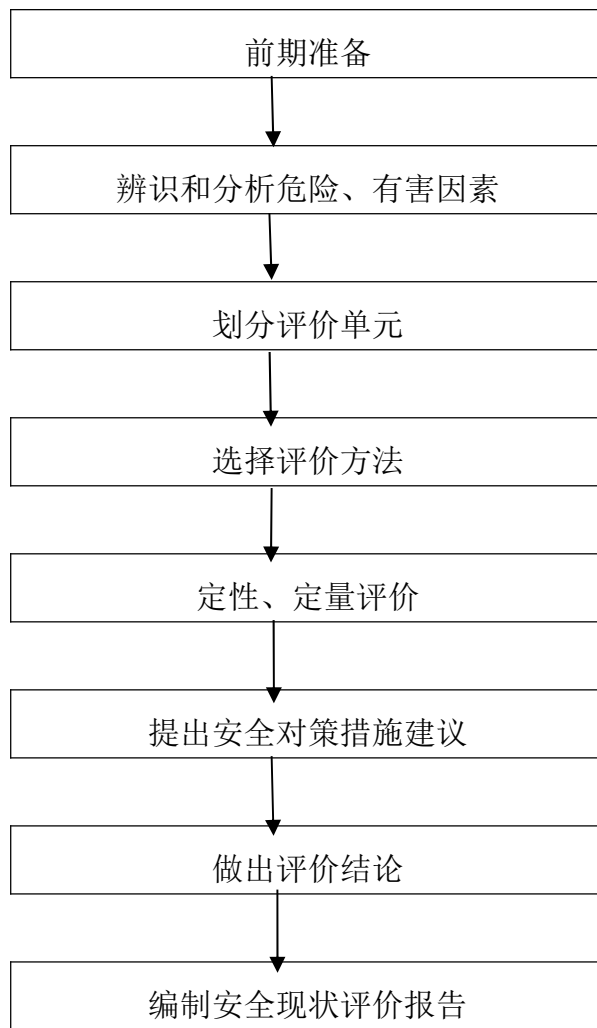 前期准备
辨识和分析危险、有害因素
划分评价单元
选择评价方法
定性、定量评价
提出安全对策措施建议
做出评价结论
编制安全现状评价报告